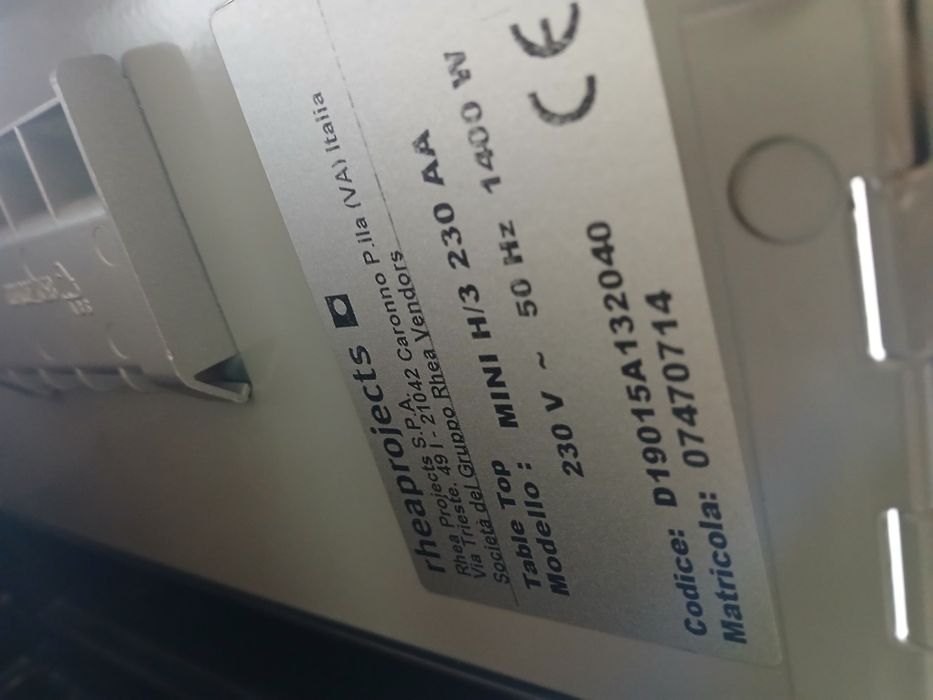 rheaprojects
Rhea Projects S.P.A.
Via Trieste, 49 I - 21042 Caronno P.lla (VA) Italia
Società del Gruppo Rhea Vendors
Table Top
Modello : MINI H/3 230 AA
230 V ~ 50 Hz 1400 W
CE
Codice: D19015A132040
Matricola: 07470714